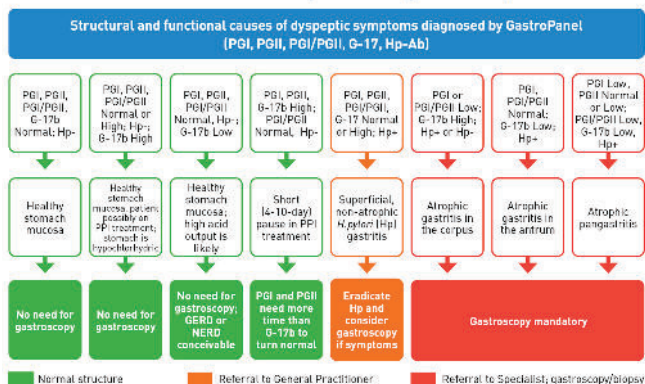 Structural and functional causes of dyspeptic symptoms diagnosed by GastroPanel
(PGI, PGII, PGI/PGII, G-17, Hp-Ab)
PGI, PGII,
PGI/PGII,
G-17b
Normal; Hp-
PGI, PGII,
PGI/PGII
Normal or
High; Hp-;
G-17b High
PGI, PGII,
PGI/PGII
Normal, Hp-;
G-17b Low
PGI, PGII,
G-17b High;
PGI/PGII
Normal, Hp-
PGI, PGII,
PGI/PGII,
G-17 Normal
or High; Hp+
PGI or
PGI/PGII Low;
G-17b High;
Hp+ or Hp-
PGI,
PGI/PGII
Normal;
G-17b Low;
Hp+
PGI Low,
PGII Normal
or Low;
PGI/PGII Low,
G-17b Low,
Hp+
Healthy
stomach
mucosa
Healthy
stomach
mucosa, patient
possibly on
PPI treatment;
stomach is
hypochlorhydric
Healthy
stomach
mucosa;
high acid
output is
likely
Short
(4-10-day)
pause in PPI
treatment
Superficial,
non-atrophic
H.pylori (Hp)
gastritis
Atrophic
gastritis in
the corpus
Atrophic
gastritis in
the antrum
Atrophic
pangastritis
No need for
gastroscopy
No need for
gastroscopy
No need for
gastroscopy;
GERD or
NERD
conceivable
PGI and PGII
need more
time than
G-17b to
turn normal
Eradicate
Hp and
consider
gastroscopy
if symptoms
Gastroscopy mandatory
Normal structure
Referral to General Practitioner
Referral to Specialist; gastroscopy/biopsy